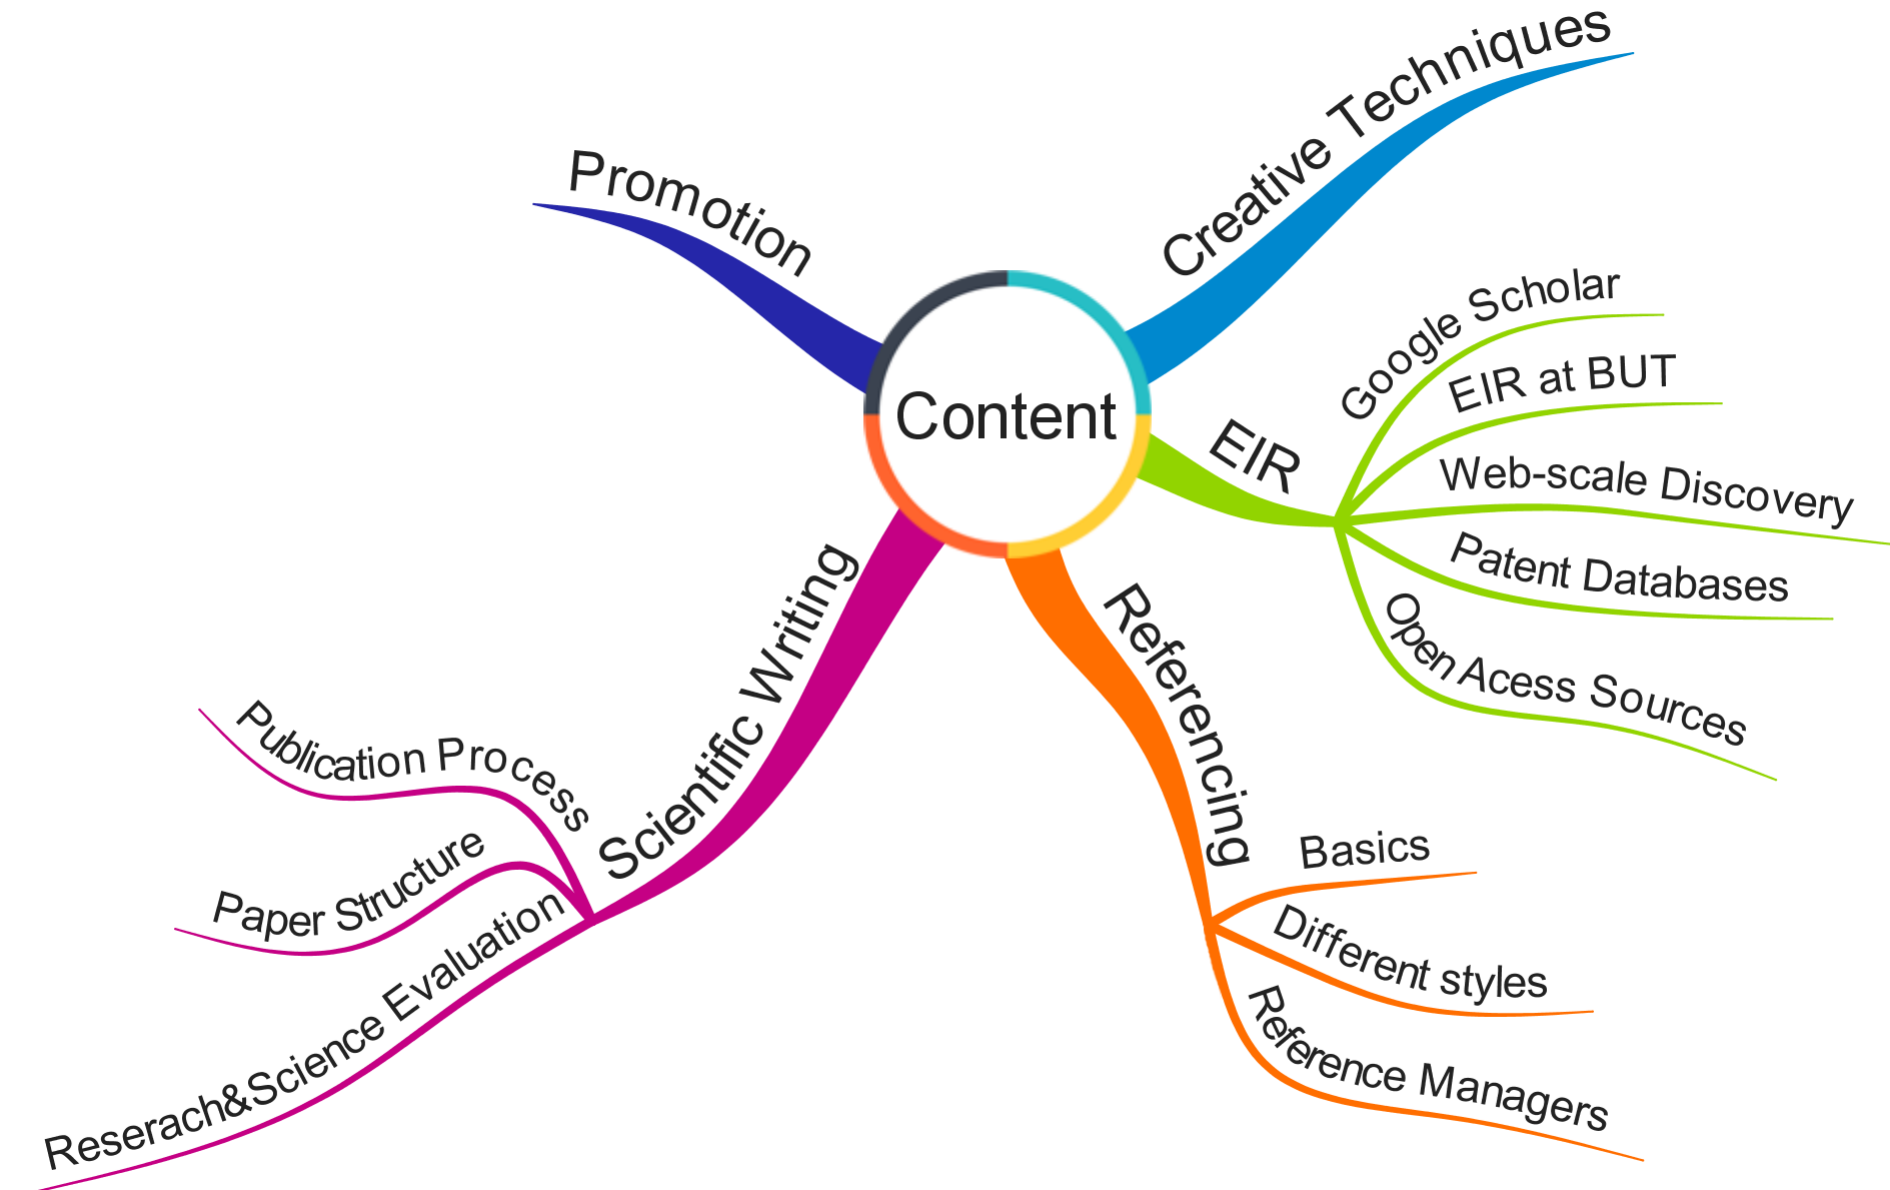 Content
Creative Techniques
EIR
Google Scholar
EIR at BUT
Web-scale Discovery
Patent Databases
Open Acess Sources
Referencing
Basics
Different styles
Reference Managers
Scientific Writing
Publication Process
Paper Structure
Reserach&Science Evaluation
Promotion